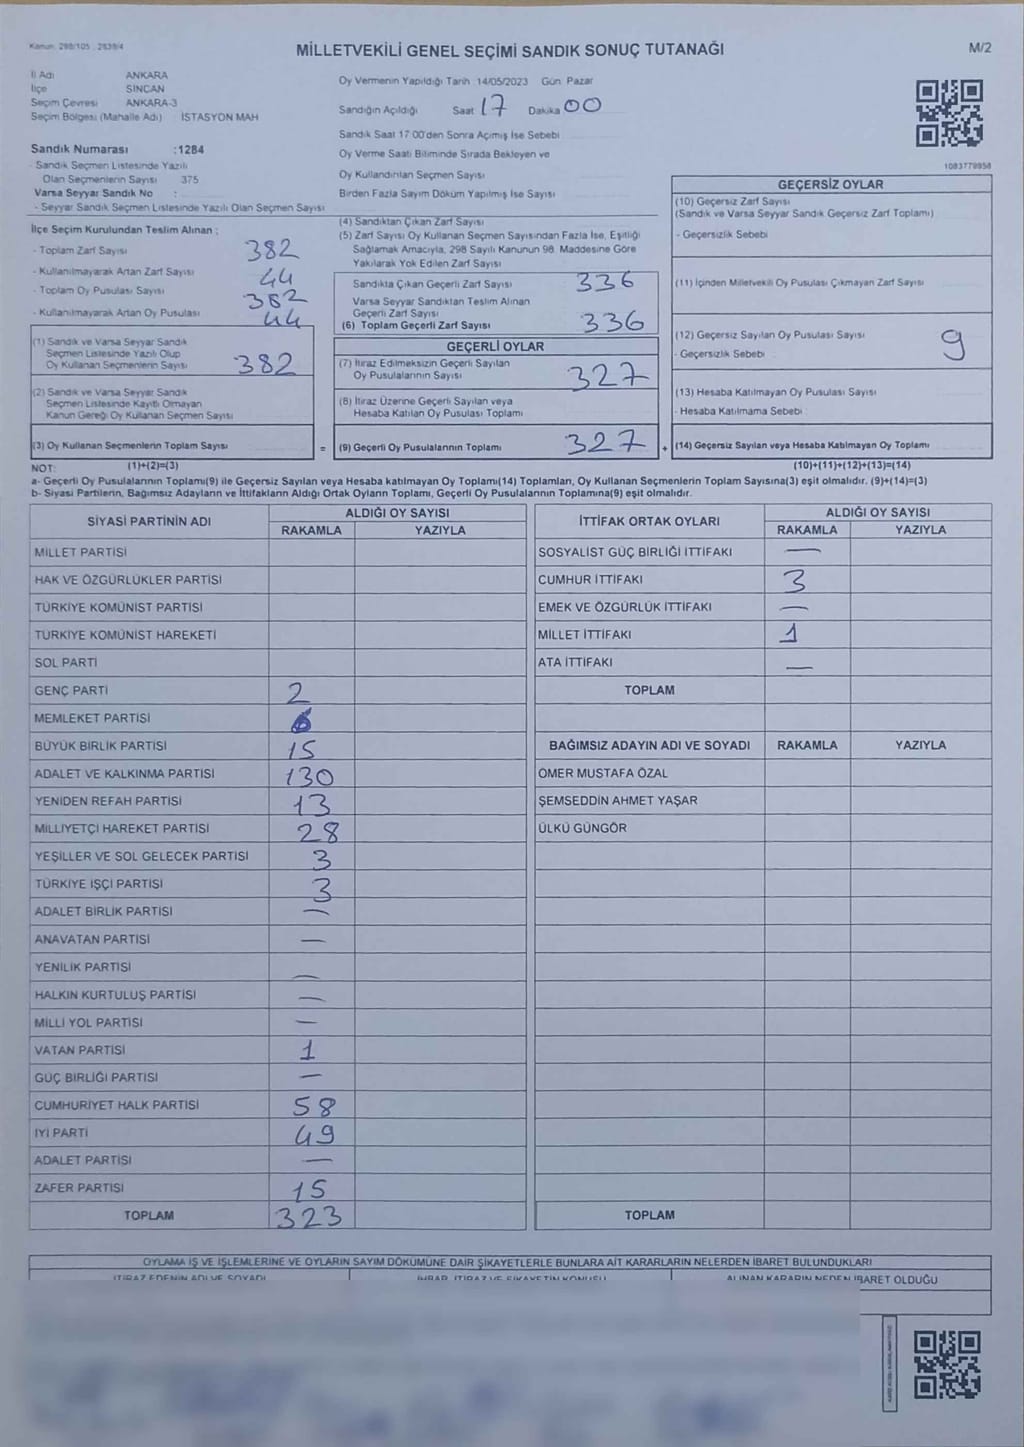 Kanun: 298/105 , 2839/4
MİLLETVEKİLİ GENEL SEÇİMİ SANDIK SONUÇ TUTANAĞI
M/2
İl Adı ANKARA
İlçe SİNCAN
Seçim Çevresi ANKARA-3
Seçim Bölgesi (Mahalle Adı) İSTASYON MAH
Sandık Numarası :1284
- Sandık Seçmen Listesinde Yazılı
Olan Seçmenlerin Sayısı 375
Varsa Seyyar Sandık No :
- Seyyar Sandık Seçmen Listesinde Yazılı Olan Seçmen Sayısı
Oy Vermenin Yapıldığı Tarih 14/05/2023 Gün Pazar
Sandığın Açıldığı Saat 17 Dakika 00
Sandık Saat 17:00'den Sonra Açılmış İse Sebebi
Oy Verme Saati Bitiminde Sırada Bekleyen ve
Oy Kullandırılan Seçmen Sayısı
Birden Fazla Sayım Döküm Yapılmış İse Sayısı
1083779858
İlçe Seçim Kurulundan Teslim Alınan ;
- Toplam Zarf Sayısı 382
- Kullanılmayarak Artan Zarf Sayısı 44
- Toplam Oy Pusulası Sayısı 382
- Kullanılmayarak Artan Oy Pusulası 44
(1) Sandık ve Varsa Seyyar Sandık
Seçmen Listesinde Yazılı Olup
Oy Kullanan Seçmenlerin Sayısı 382
(2) Sandık ve Varsa Seyyar Sandık
Seçmen Listesinde Kayıtlı Olmayan
Kanun Gereği Oy Kullanan Seçmen Sayısı
(3) Oy Kullanan Seçmenlerin Toplam Sayısı =
(4) Sandıktan Çıkan Zarf Sayısı
(5) Zarf Sayısı Oy Kullanan Seçmen Sayısından Fazla İse, Eşitliği
Sağlamak Amacıyla, 298 Sayılı Kanunun 98. Maddesine Göre
Yakılarak Yok Edilen Zarf Sayısı
Sandıkta Çıkan Geçerli Zarf Sayısı 336
Varsa Seyyar Sandıktan Teslim Alınan
Geçerli Zarf Sayısı
(6) Toplam Geçerli Zarf Sayısı 336
GEÇERLİ OYLAR
(7) İtiraz Edilmeksizin Geçerli Sayılan
Oy Pusulalarının Sayısı 327
(8) İtiraz Üzerine Geçerli Sayılan veya
Hesaba Katılan Oy Pusulası Toplamı
(9) Geçerli Oy Pusulalarının Toplamı 327 +
GEÇERSİZ OYLAR
(10) Geçersiz Zarf Sayısı
(Sandık ve Varsa Seyyar Sandık Geçersiz Zarf Toplamı)
- Geçersizlik Sebebi
(11) İçinden Milletvekili Oy Pusulası Çıkmayan Zarf Sayısı
(12) Geçersiz Sayılan Oy Pusulası Sayısı 9
- Geçersizlik Sebebi
(13) Hesaba Katılmayan Oy Pusulası Sayısı
- Hesaba Katılmama Sebebi
(14) Geçersiz Sayılan veya Hesaba Katılmayan Oy Toplamı
NOT: (1)+(2)=(3) (10)+(11)+(12)+(13)=(14)
a- Geçerli Oy Pusulalarının Toplamı(9) ile Geçersiz Sayılan veya Hesaba katılmayan Oy Toplamı(14) Toplamları, Oy Kullanan Seçmenlerin Toplam Sayısına(3) eşit olmalıdır. (9)+(14)=(3)
b- Siyasi Partilerin, Bağımsız Adayların ve İttifakların Aldığı Ortak Oyların Toplamı, Geçerli Oy Pusulalarının Toplamına(9) eşit olmalıdır.
SİYASİ PARTİNİN ADI ALDIĞI OY SAYISI
RAKAMLA YAZIYLA
MİLLET PARTİSİ
HAK VE ÖZGÜRLÜKLER PARTİSİ
TÜRKİYE KOMÜNİST PARTİSİ
TÜRKİYE KOMÜNİST HAREKETİ
SOL PARTİ
GENÇ PARTİ 2
MEMLEKET PARTİSİ
BÜYÜK BİRLİK PARTİSİ 15
ADALET VE KALKINMA PARTİSİ 130
YENİDEN REFAH PARTİSİ 13
MİLLİYETÇİ HAREKET PARTİSİ 28
YEŞİLLER VE SOL GELECEK PARTİSİ 3
TÜRKİYE İŞÇİ PARTİSİ 3
ADALET BİRLİK PARTİSİ —
ANAVATAN PARTİSİ —
YENİLİK PARTİSİ —
HALKIN KURTULUŞ PARTİSİ —
MİLLİ YOL PARTİSİ —
VATAN PARTİSİ 1
GÜÇ BİRLİĞİ PARTİSİ —
CUMHURİYET HALK PARTİSİ 58
İYİ PARTİ 49
ADALET PARTİSİ —
ZAFER PARTİSİ 15
TOPLAM 323
İTTİFAK ORTAK OYLARI ALDIĞI OY SAYISI
RAKAMLA YAZIYLA
SOSYALİST GÜÇ BİRLİĞİ İTTİFAKI —
CUMHUR İTTİFAKI 3
EMEK VE ÖZGÜRLÜK İTTİFAKI —
MİLLET İTTİFAKI 1
ATA İTTİFAKI —
TOPLAM
BAĞIMSIZ ADAYIN ADI VE SOYADI RAKAMLA YAZIYLA
ÖMER MUSTAFA ÖZAL
ŞEMSEDDİN AHMET YAŞAR
ÜLKÜ GÜNGÖR
TOPLAM
OYLAMA İŞ VE İŞLEMLERİNE VE OYLARIN SAYIM DÖKÜMÜNE DAİR ŞİKAYETLERLE BUNLARA AİT KARARLARIN NELERDEN İBARET BULUNDUKLARI
İTİRAZ EDENİN ADI VE SOYADI İHBAR, İTİRAZ VE ŞİKAYETİN KONUSU ALINAN KARARIN NEDEN İBARET OLDUĞU